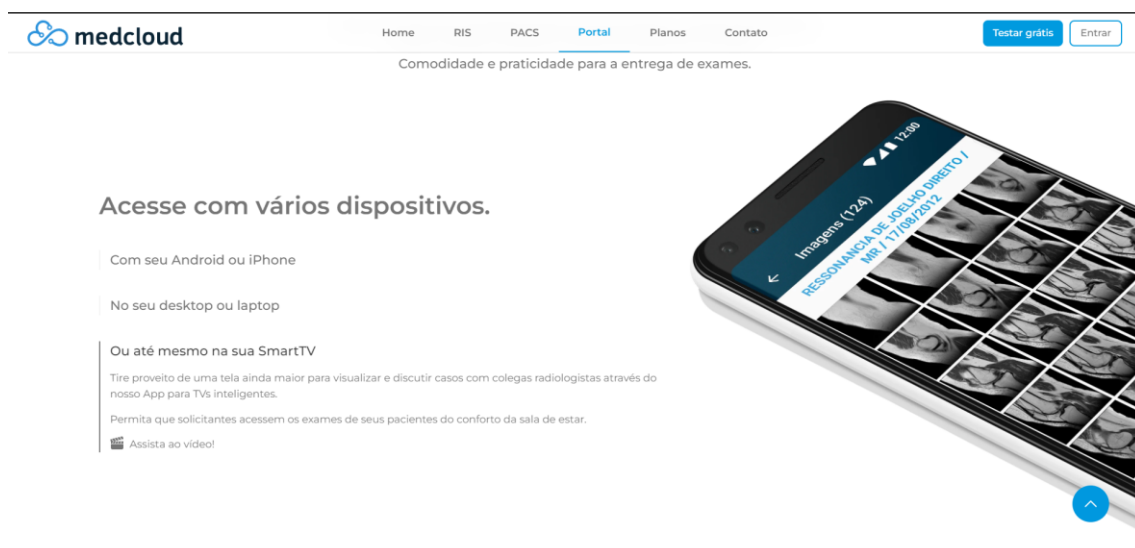 medcloud
Home RIS PACS Portal Planos Contato
Testar grátis Entrar
Comodidade e praticidade para a entrega de exames.
Acesse com vários dispositivos.
Com seu Android ou iPhone
No seu desktop ou laptop
Ou até mesmo na sua SmartTV
Tire proveito de uma tela ainda maior para visualizar e discutir casos com colegas radiologistas através do
nosso App para TVs inteligentes.
Permita que solicitantes acessem os exames de seus pacientes do conforto da sala de estar.
Assista ao vídeo!
12:00
Imagens (124)
RESSONANCIA DE JOELHO DIREITO /
MR / 17/08/2012